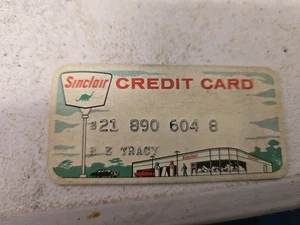 Sinclair
CREDIT CARD
21 890 604 8
TRACY